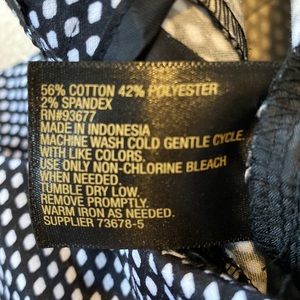 56% COTTON 42% POLYESTER
2% SPANDEX
RN#93677
MADE IN INDONESIA
MACHINE WASH COLD GENTLE CYCLE.
WITH LIKE COLORS.
USE ONLY NON-CHLORINE BLEACH
WHEN NEEDED.
TUMBLE DRY LOW.
REMOVE PROMPTLY.
WARM IRON AS NEEDED.
SUPPLIER 73678-5